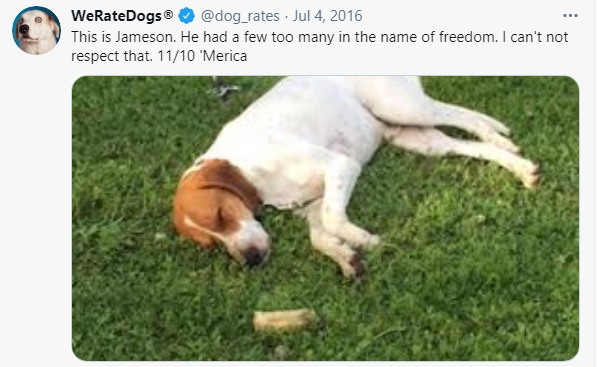 WeRateDogs® @dog_rates · Jul 4, 2016
This is Jameson. He had a few too many in the name of freedom. I can't not
respect that. 11/10 'Merica